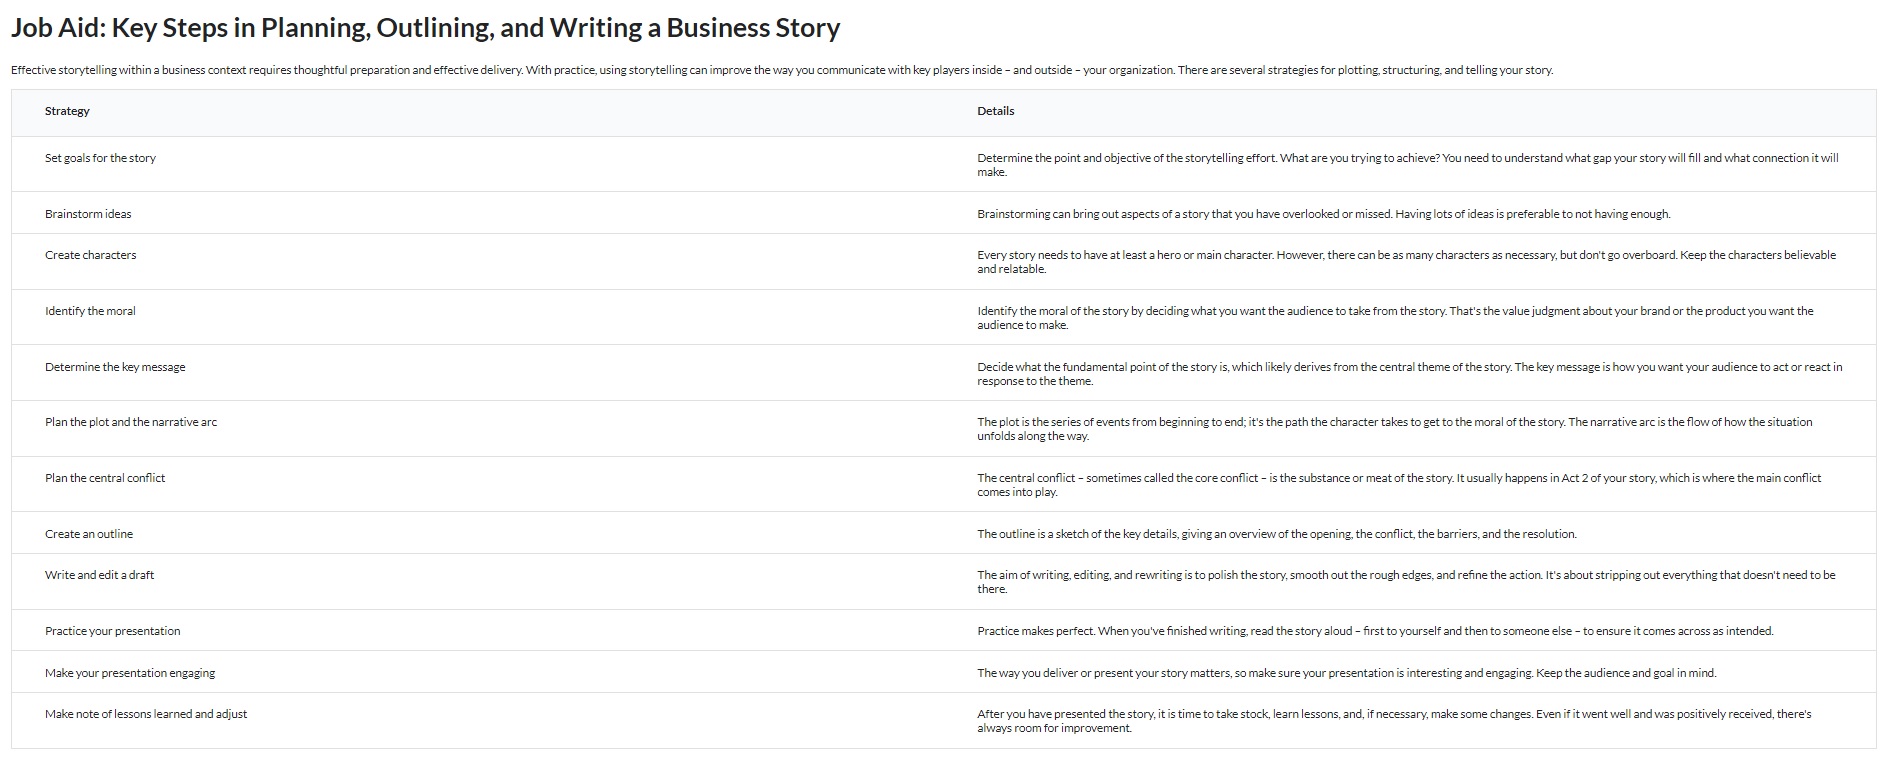 Job Aid: Key Steps in Planning, Outlining, and Writing a Business Story
Effective storytelling within a business context requires thoughtful preparation and effective delivery. With practice, using storytelling can improve the way you communicate with key players inside – and outside – your organization. There are several strategies for plotting, structuring, and telling your story.
Strategy
Details
Set goals for the story
Determine the point and objective of the storytelling effort. What are you trying to achieve? You need to understand what gap your story will fill and what connection it will
make.
Brainstorm ideas
Brainstorming can bring out aspects of a story that you have overlooked or missed. Having lots of ideas is preferable to not having enough.
Create characters
Every story needs to have at least a hero or main character. However, there can be as many characters as necessary, but don't go overboard. Keep the characters believable
and relatable.
Identify the moral
Identify the moral of the story by deciding what you want the audience to take from the story. That's the value judgment about your brand or the product you want the
audience to make.
Determine the key message
Decide what the fundamental point of the story is, which likely derives from the central theme of the story. The key message is how you want your audience to act or react in
response to the theme.
Plan the plot and the narrative arc
The plot is the series of events from beginning to end; it's the path the character takes to get to the moral of the story. The narrative arc is the flow of how the situation
unfolds along the way.
Plan the central conflict
The central conflict – sometimes called the core conflict – is the substance or meat of the story. It usually happens in Act 2 of your story, which is where the main conflict
comes into play.
Create an outline
The outline is a sketch of the key details, giving an overview of the opening, the conflict, the barriers, and the resolution.
Write and edit a draft
The aim of writing, editing, and rewriting is to polish the story, smooth out the rough edges, and refine the action. It's about stripping out everything that doesn't need to be
there.
Practice your presentation
Practice makes perfect. When you've finished writing, read the story aloud – first to yourself and then to someone else – to ensure it comes across as intended.
Make your presentation engaging
The way you deliver or present your story matters, so make sure your presentation is interesting and engaging. Keep the audience and goal in mind.
Make note of lessons learned and adjust
After you have presented the story, it is time to take stock, learn lessons, and, if necessary, make some changes. Even if it went well and was positively received, there's
always room for improvement.